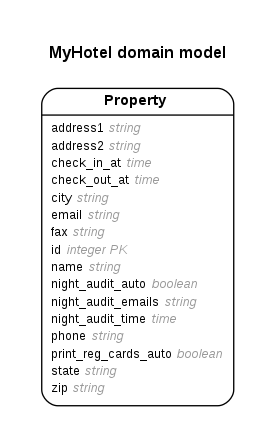 MyHotel domain model
Property
address1 string
address2 string
check_in_at time
check_out_at time
city string
email string
fax string
id integer PK
name string
night_audit_auto boolean
night_audit_emails string
night_audit_time time
phone string
print_reg_cards_auto boolean
state string
zip string